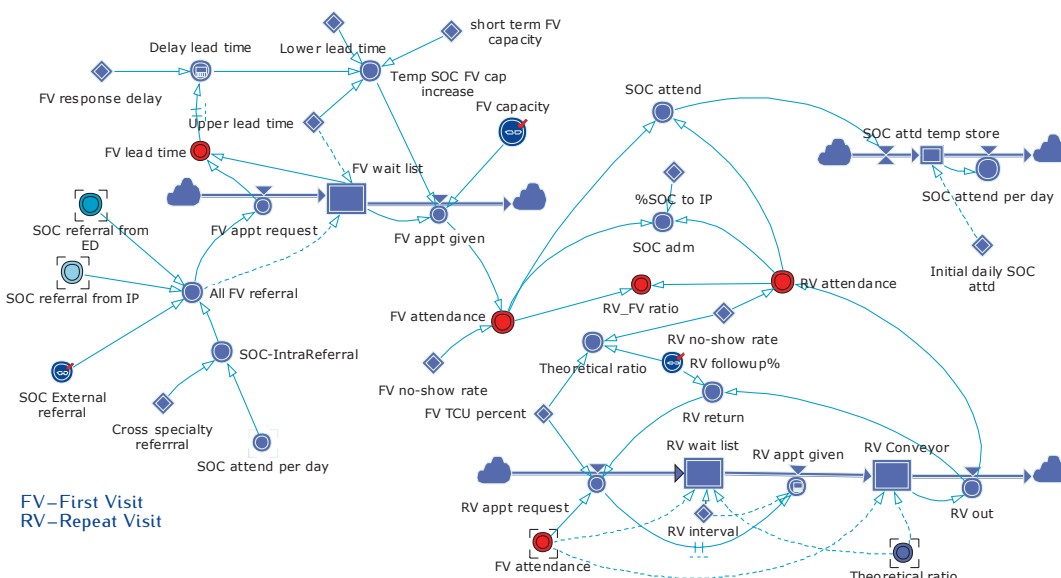 Delay lead time
Lower lead time
short term FV
capacity
FV response delay
Temp SOC FV cap
increase
FV capacity
Upper lead time
FV lead time
FV wait list
SOC attend
SOC attd temp store
SOC attend per day
%SOC to IP
SOC adm
SOC referral from
ED
FV appt request
FV appt given
SOC referral from IP
All FV referral
Initial daily SOC
attd
RV attendance
RV_FV ratio
FV attendance
SOC-IntraReferral
RV no-show rate
Theoretical ratio
RV followup%
FV no-show rate
SOC External
referral
Cross specialty
referrral
SOC attend per day
FV TCU percent
RV return
RV wait list
RV appt given
RV Conveyor
FV–First Visit
RV–Repeat Visit
RV appt request
RV interval
RV out
FV attendance
Theoretical ratio